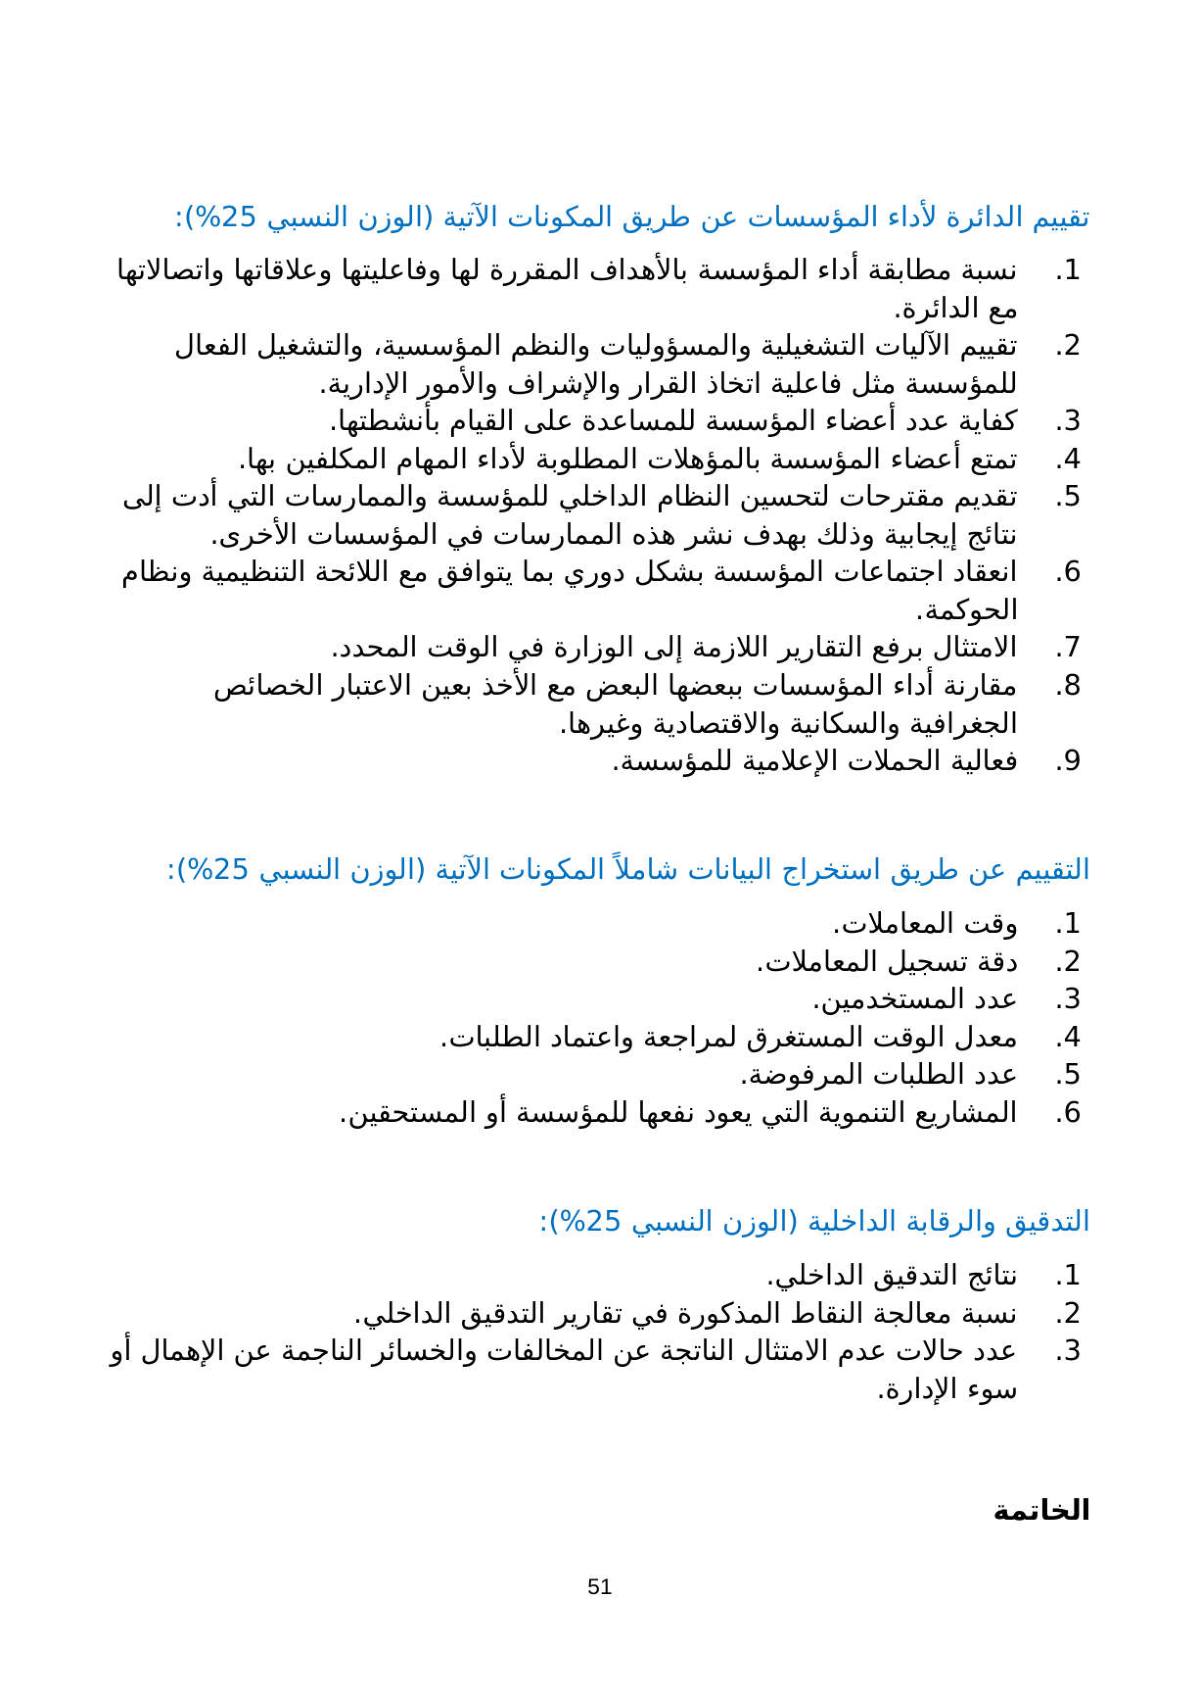 تقييم الدائرة لأداء المؤسسات عن طريق المكونات الآتية (الوزن النسبي 25%):
1. نسبة مطابقة أداء المؤسسة بالأهداف المقررة لها وفاعليتها وعلاقاتها واتصالاتها
مع الدائرة.
2. تقييم الآليات التشغيلية والمسؤوليات والنظم المؤسسية، والتشغيل الفعال
للمؤسسة مثل فاعلية اتخاذ القرار والإشراف والأمور الإدارية.
3. كفاية عدد أعضاء المؤسسة للمساعدة على القيام بأنشطتها.
4. تمتع أعضاء المؤسسة بالمؤهلات المطلوبة لأداء المهام المكلفين بها.
5. تقديم مقترحات لتحسين النظام الداخلي للمؤسسة والممارسات التي أدت إلى
نتائج إيجابية وذلك بهدف نشر هذه الممارسات في المؤسسات الأخرى.
6. انعقاد اجتماعات المؤسسة بشكل دوري بما يتوافق مع اللائحة التنظيمية ونظام
الحوكمة.
7. الامتثال برفع التقارير اللازمة إلى الوزارة في الوقت المحدد.
8. مقارنة أداء المؤسسات ببعضها البعض مع الأخذ بعين الاعتبار الخصائص
الجغرافية والسكانية والاقتصادية وغيرها.
9. فعالية الحملات الإعلامية للمؤسسة.
التقييم عن طريق استخراج البيانات شاملاً المكونات الآتية (الوزن النسبي 25%):
1. وقت المعاملات.
2. دقة تسجيل المعاملات.
3. عدد المستخدمين.
4. معدل الوقت المستغرق لمراجعة واعتماد الطلبات.
5. عدد الطلبات المرفوضة.
6. المشاريع التنموية التي يعود نفعها للمؤسسة أو المستحقين.
التدقيق والرقابة الداخلية (الوزن النسبي 25%):
1. نتائج التدقيق الداخلي.
2. نسبة معالجة النقاط المذكورة في تقارير التدقيق الداخلي.
3. عدد حالات عدم الامتثال الناتجة عن المخالفات والخسائر الناجمة عن الإهمال أو
سوء الإدارة.
الخاتمة
51